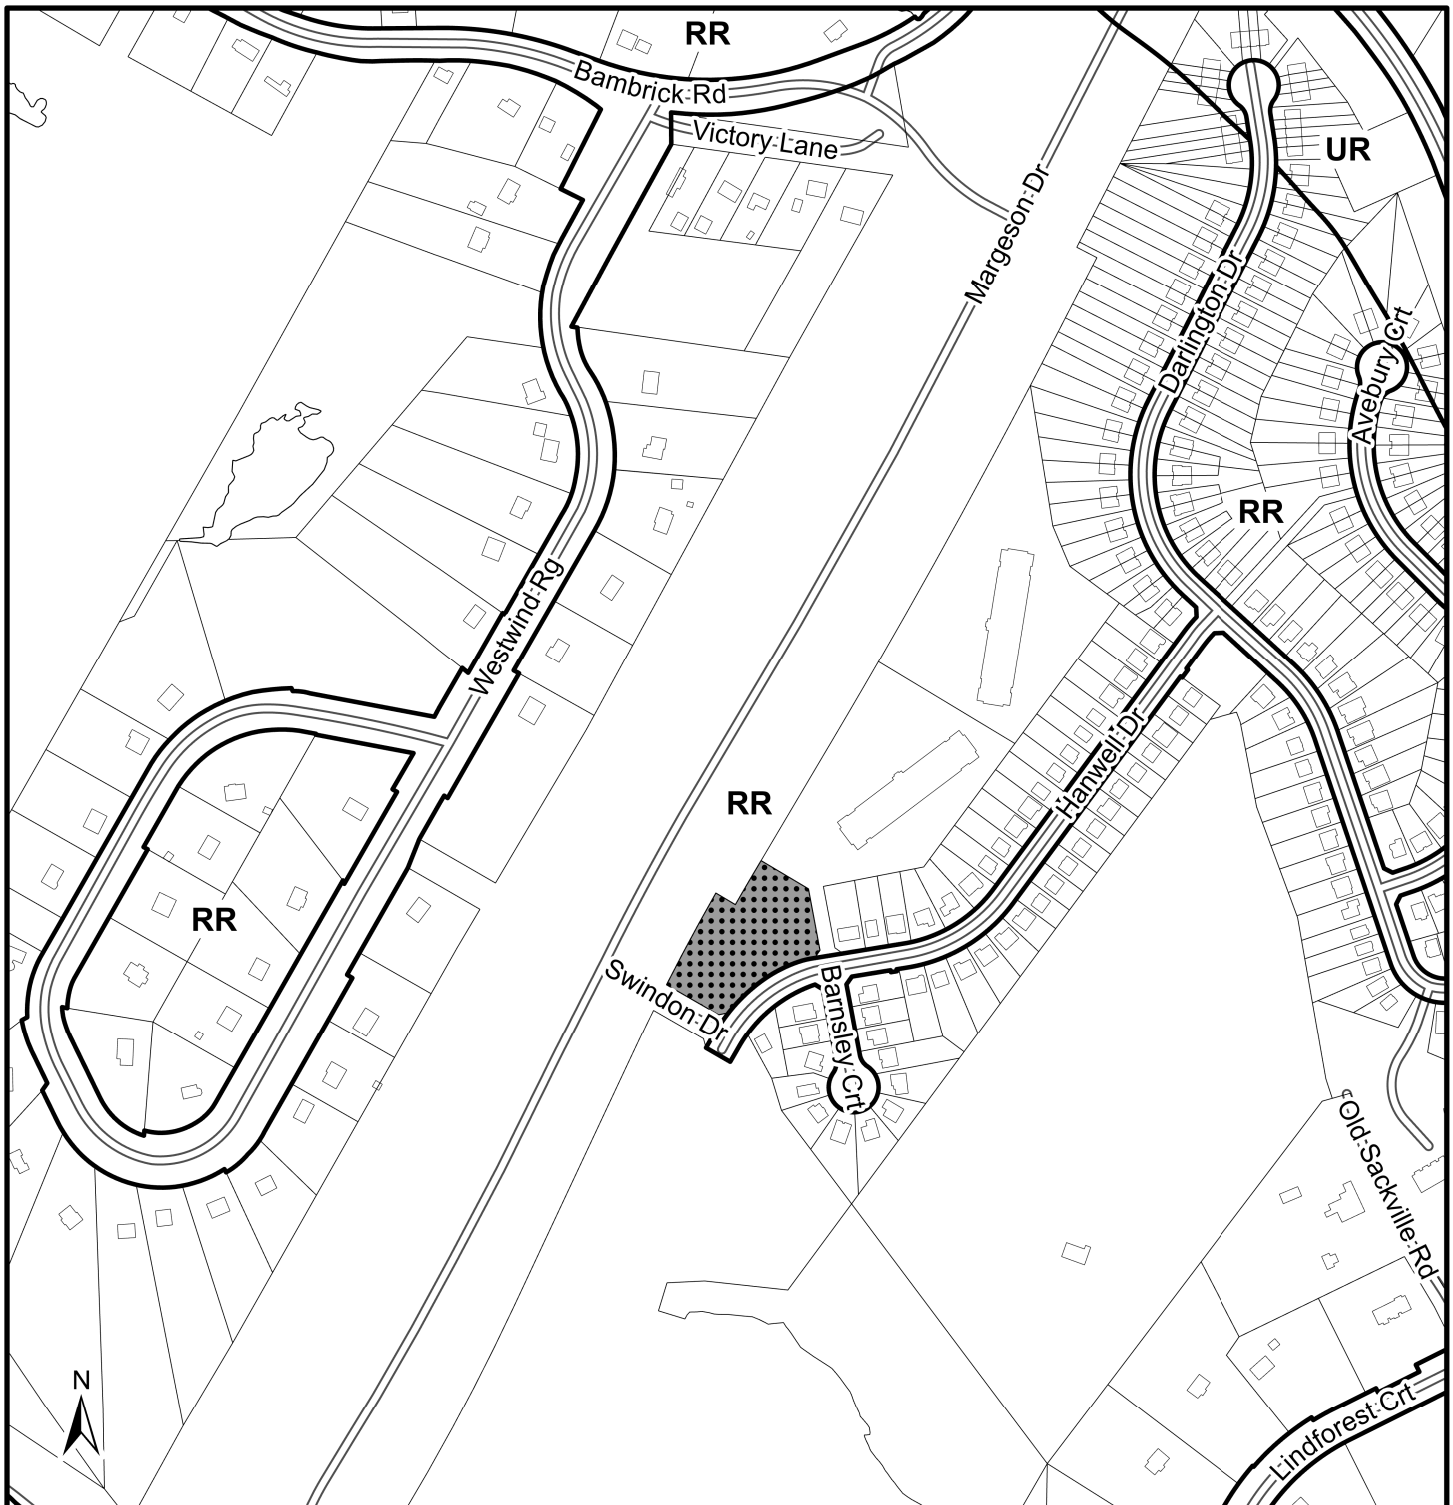 RR
Bambrick Rd
Victory Lane
UR
Margeson Dr
Darlington Dr
Avebury Crt
RR
Westwind Rg
Hanwell Dr
RR
RR
Swindon Dr
Barnsley Crt
Old Sackville Rd
N
Lindforest Crt